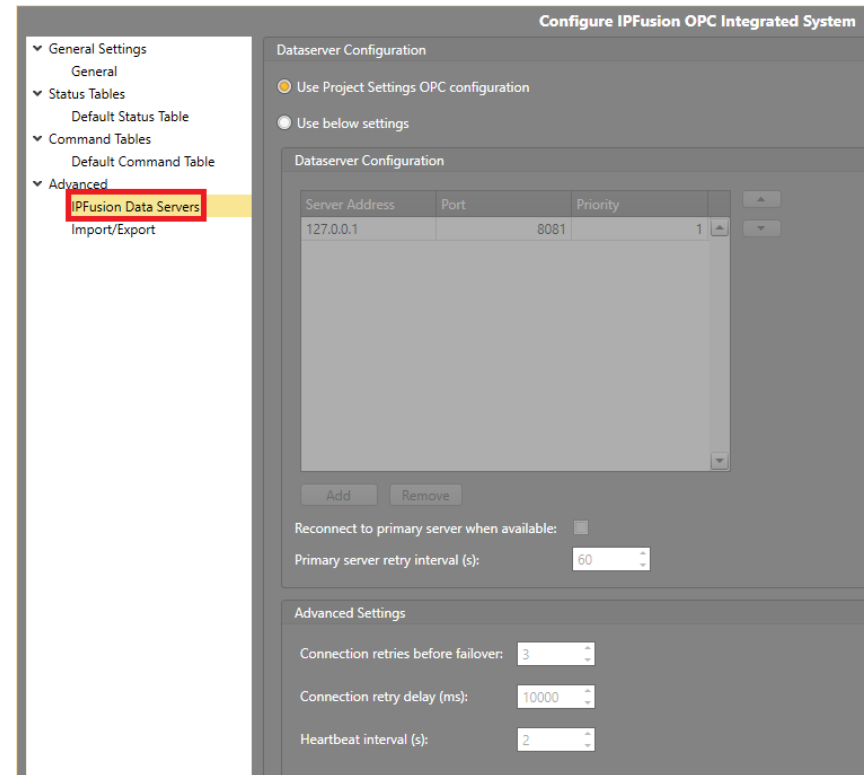 Configure IPFusion OPC Integrated System
General Settings
General
Status Tables
Default Status Table
Command Tables
Default Command Table
Advanced
IPFusion Data Servers
Import/Export
Dataserver Configuration
Use Project Settings OPC configuration
Use below settings
Dataserver Configuration
Server Address Port Priority
127.0.0.1 8081 1
Add Remove
Reconnect to primary server when available:
Primary server retry interval (s): 60
Advanced Settings
Connection retries before failover: 3
Connection retry delay (ms): 10000
Heartbeat interval (s): 2